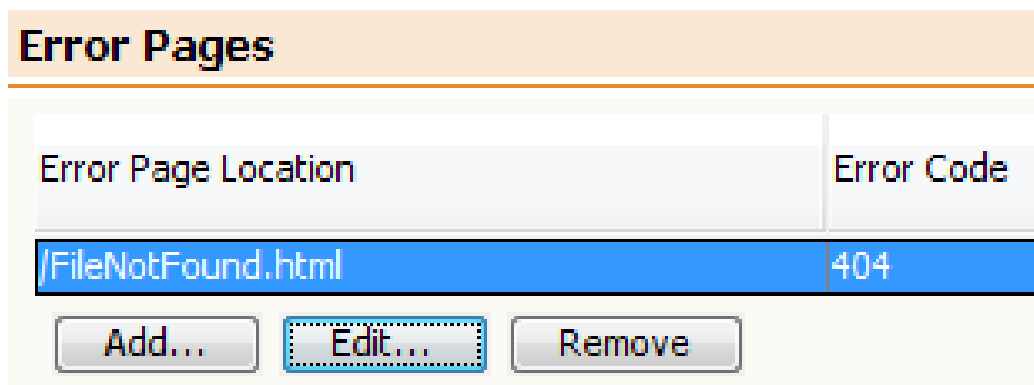 Error Pages
Error Page Location Error Code
/FileNotFound.html 404
Add... Edit... Remove